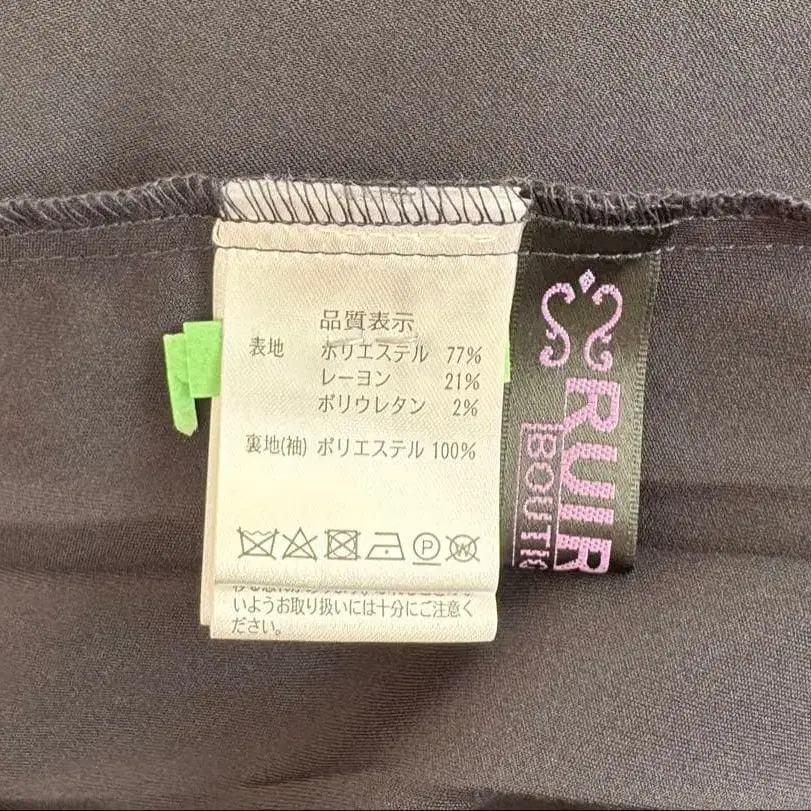 品質表示
表地 ポリエステル 77%
レーヨン 21%
ポリウレタン 2%
裏地(袖) ポリエステル 100%
P W
いようお取り扱いには十分にご注意く
ださい。
RUIR
BOUTI